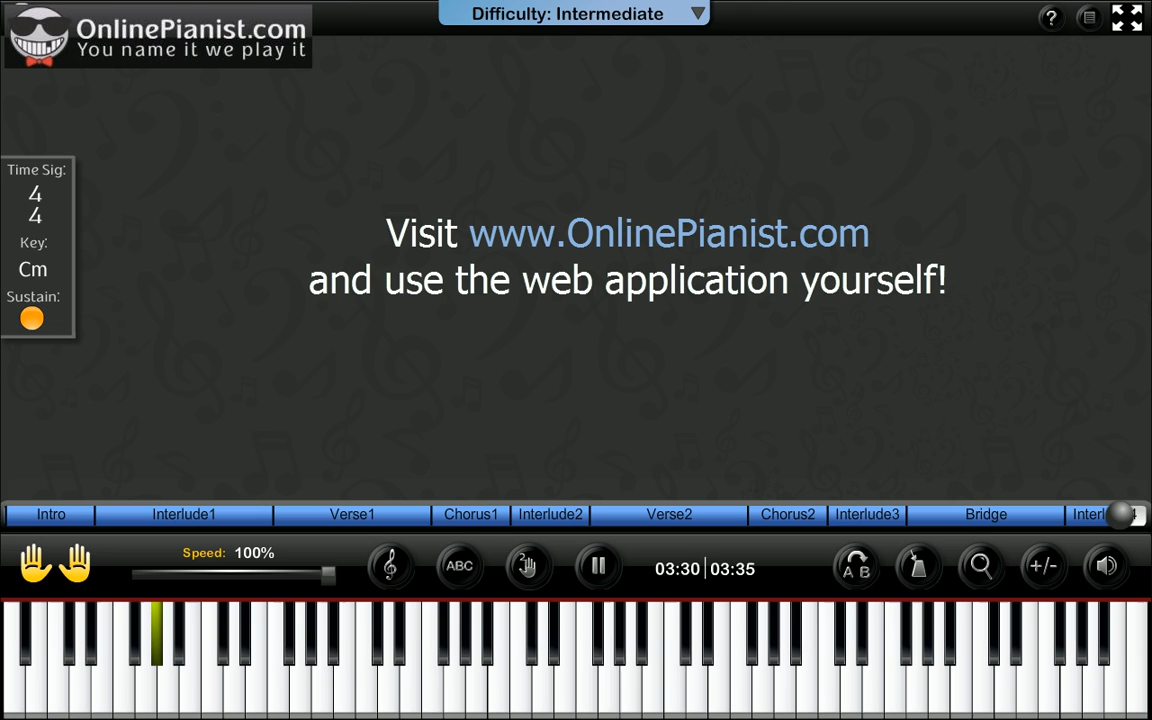 Difficulty: Intermediate
?
OnlinePianist.com
You name it we play it
Time Sig:
4
4
Key:
Cm
Sustain:
Visit www.OnlinePianist.com
and use the web application yourself!
Intro Interlude1 Verse1 Chorus1 Interlude2 Verse2 Chorus2 Interlude3 Bridge
Speed: 100%
ABC
2
03:30 | 03:35
A B
+/-